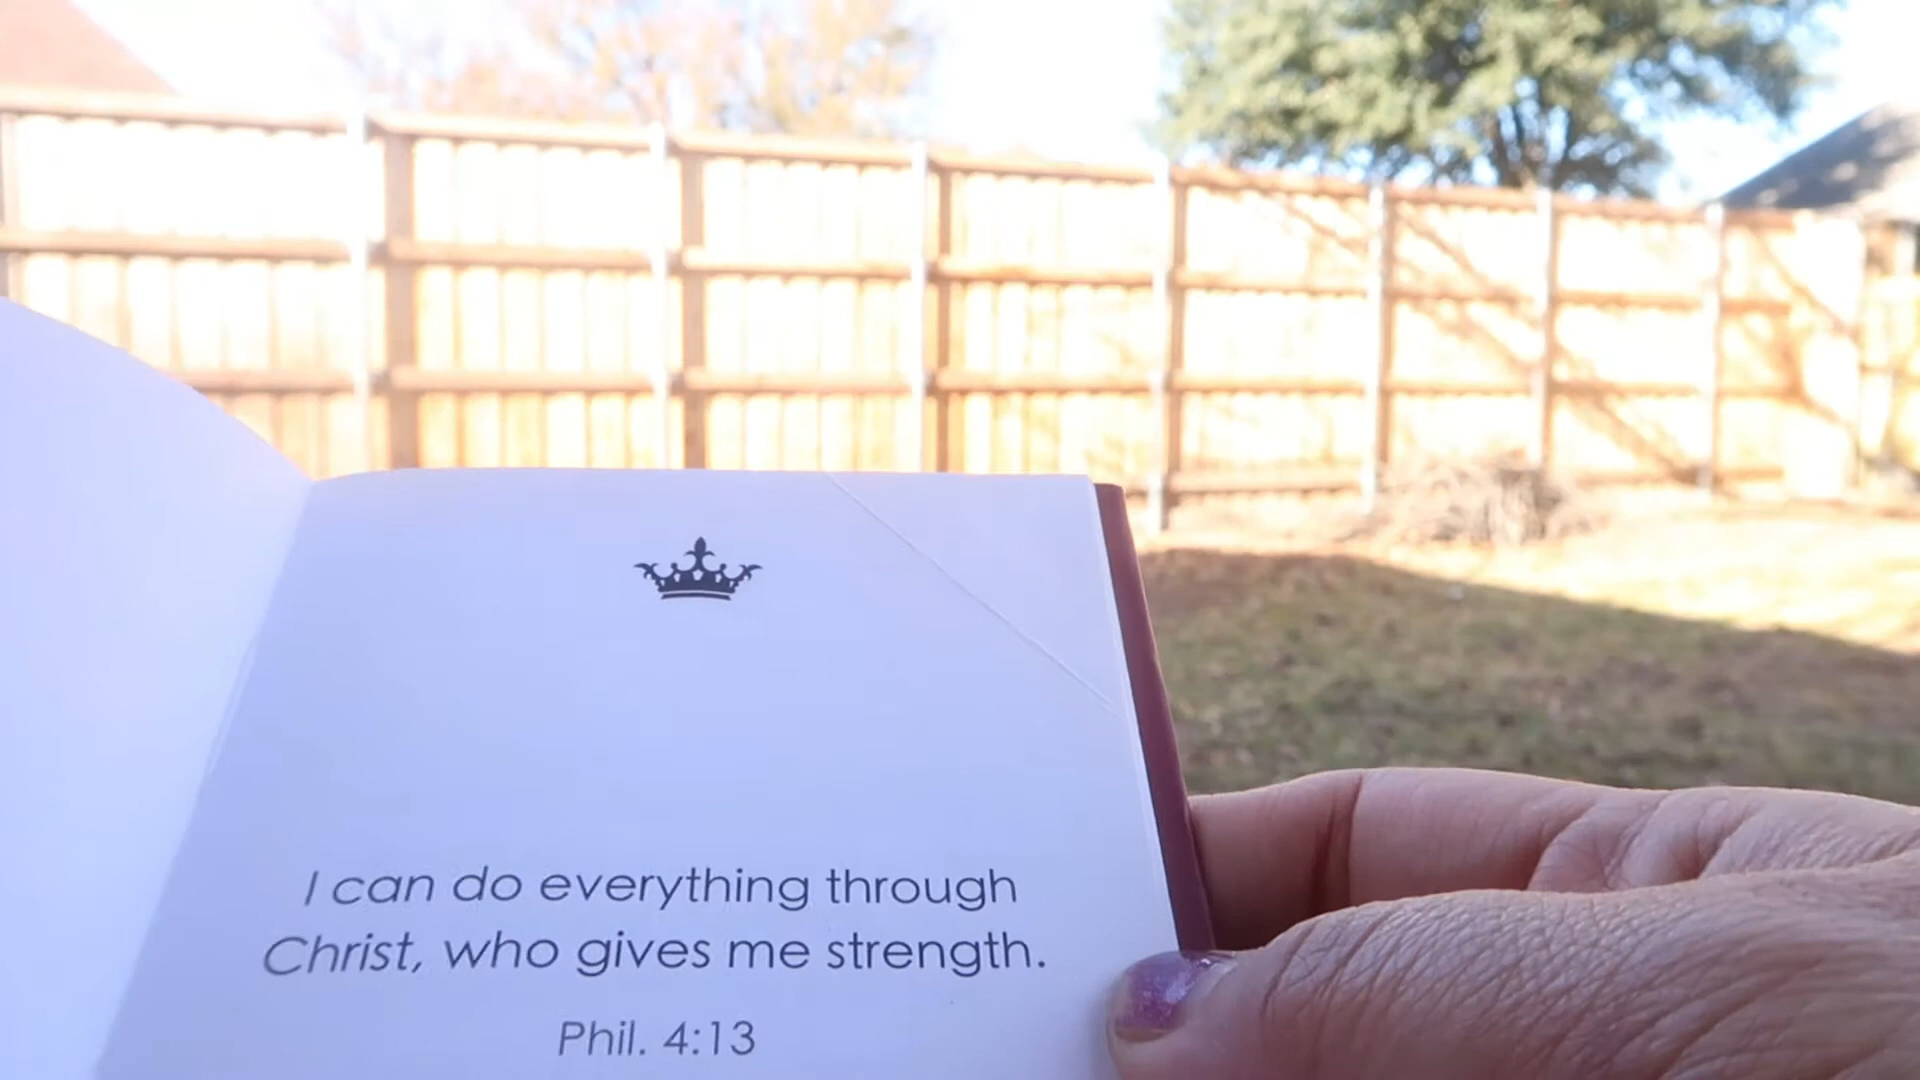 I can do everything through
Christ, who gives me strength.
Phil. 4:13